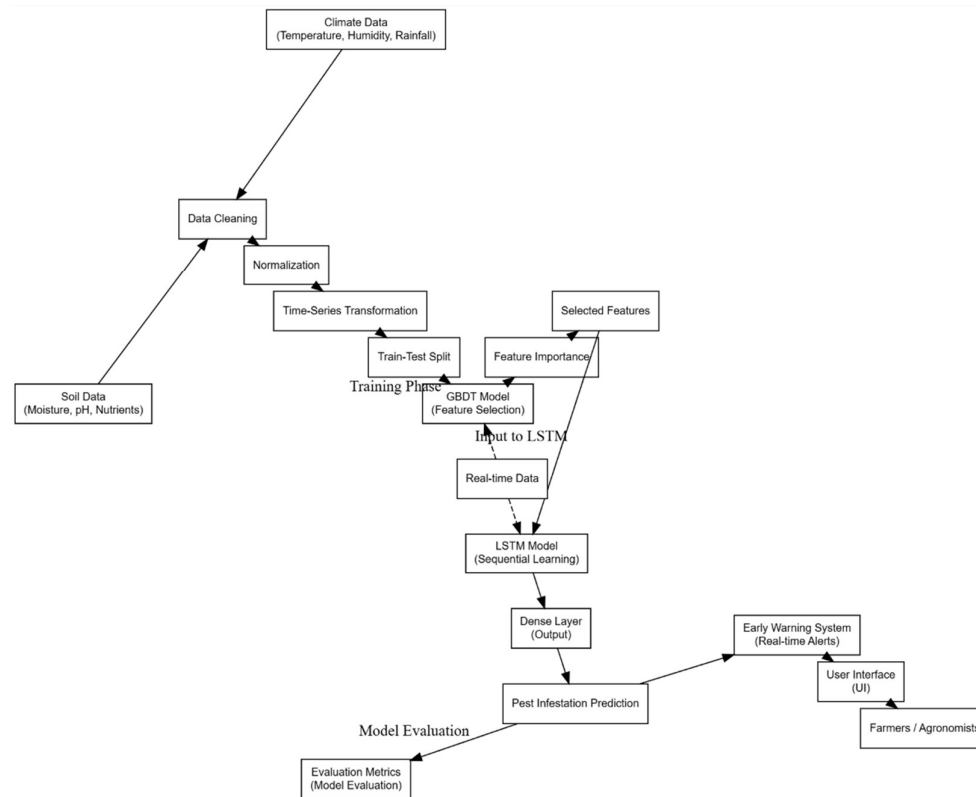 Climate Data
(Temperature, Humidity, Rainfall)
Data Cleaning
Normalization
Time-Series Transformation
Selected Features
Train-Test Split
Feature Importance
Training Phase
Soil Data
(Moisture, pH, Nutrients)
GBDT Model
(Feature Selection)
Input to LSTM
Real-time Data
LSTM Model
(Sequential Learning)
Dense Layer
(Output)
Early Warning System
(Real-time Alerts)
User Interface
(UI)
Pest Infestation Prediction
Farmers / Agronomists
Model Evaluation
Evaluation Metrics
(Model Evaluation)